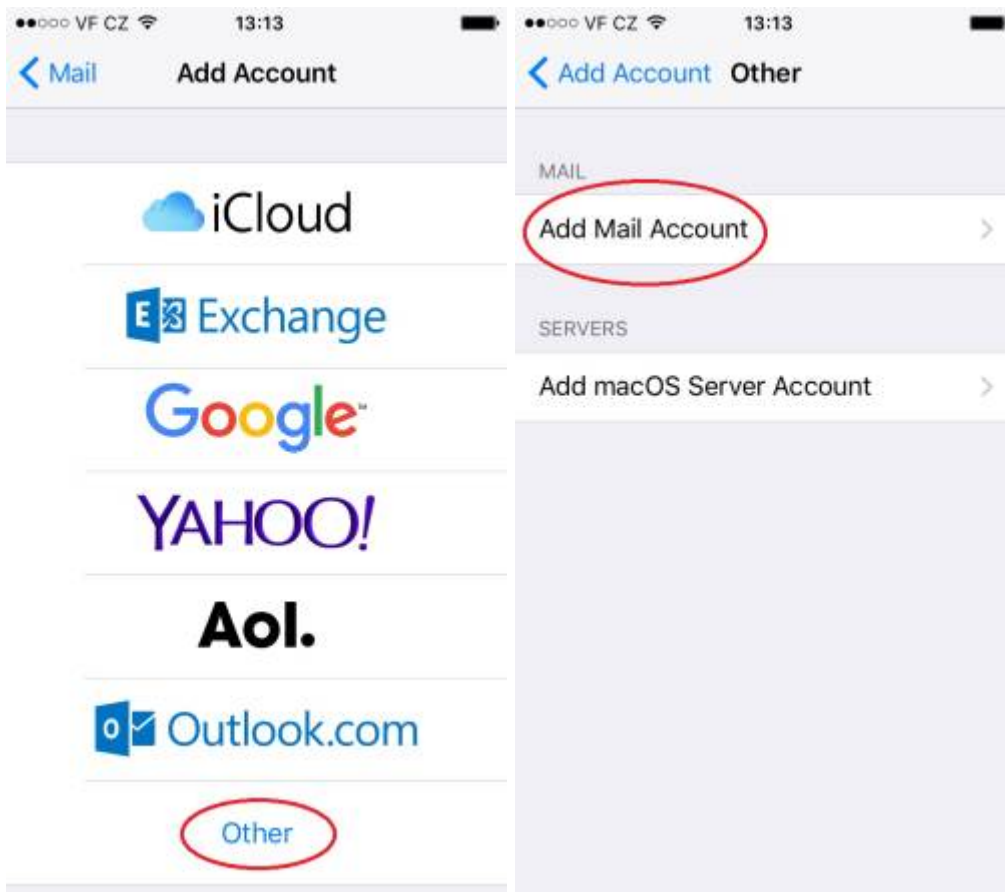 VF CZ 13:13
Mail Add Account
iCloud
Exchange
Google
YAHOO!
Aol.
Outlook.com
Other
VF CZ 13:13
Add Account Other
MAIL
Add Mail Account
SERVERS
Add macOS Server Account